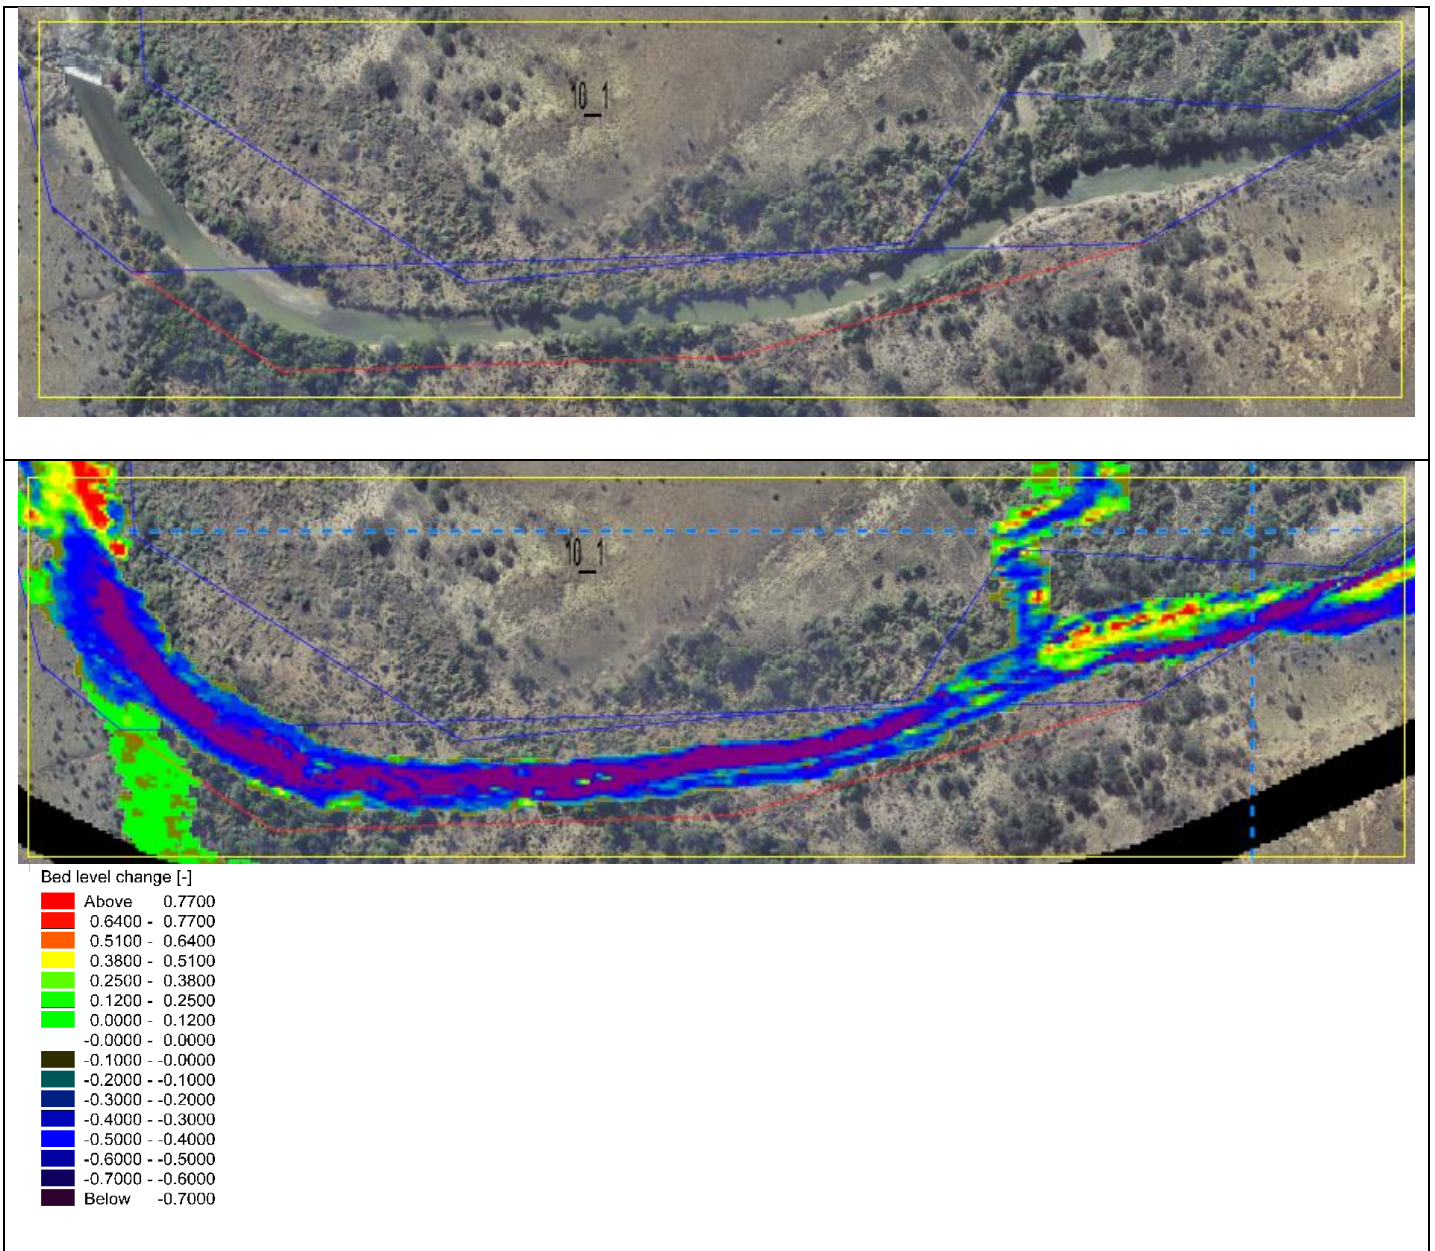 10_1
10_1
Bed level change [-]
Above 0.7700
0.6400 - 0.7700
0.5100 - 0.6400
0.3800 - 0.5100
0.2500 - 0.3800
0.1200 - 0.2500
0.0000 - 0.1200
-0.0000 - 0.0000
-0.1000 - -0.0000
-0.2000 - -0.1000
-0.3000 - -0.2000
-0.4000 - -0.3000
-0.5000 - -0.4000
-0.6000 - -0.5000
-0.7000 - -0.6000
Below -0.7000